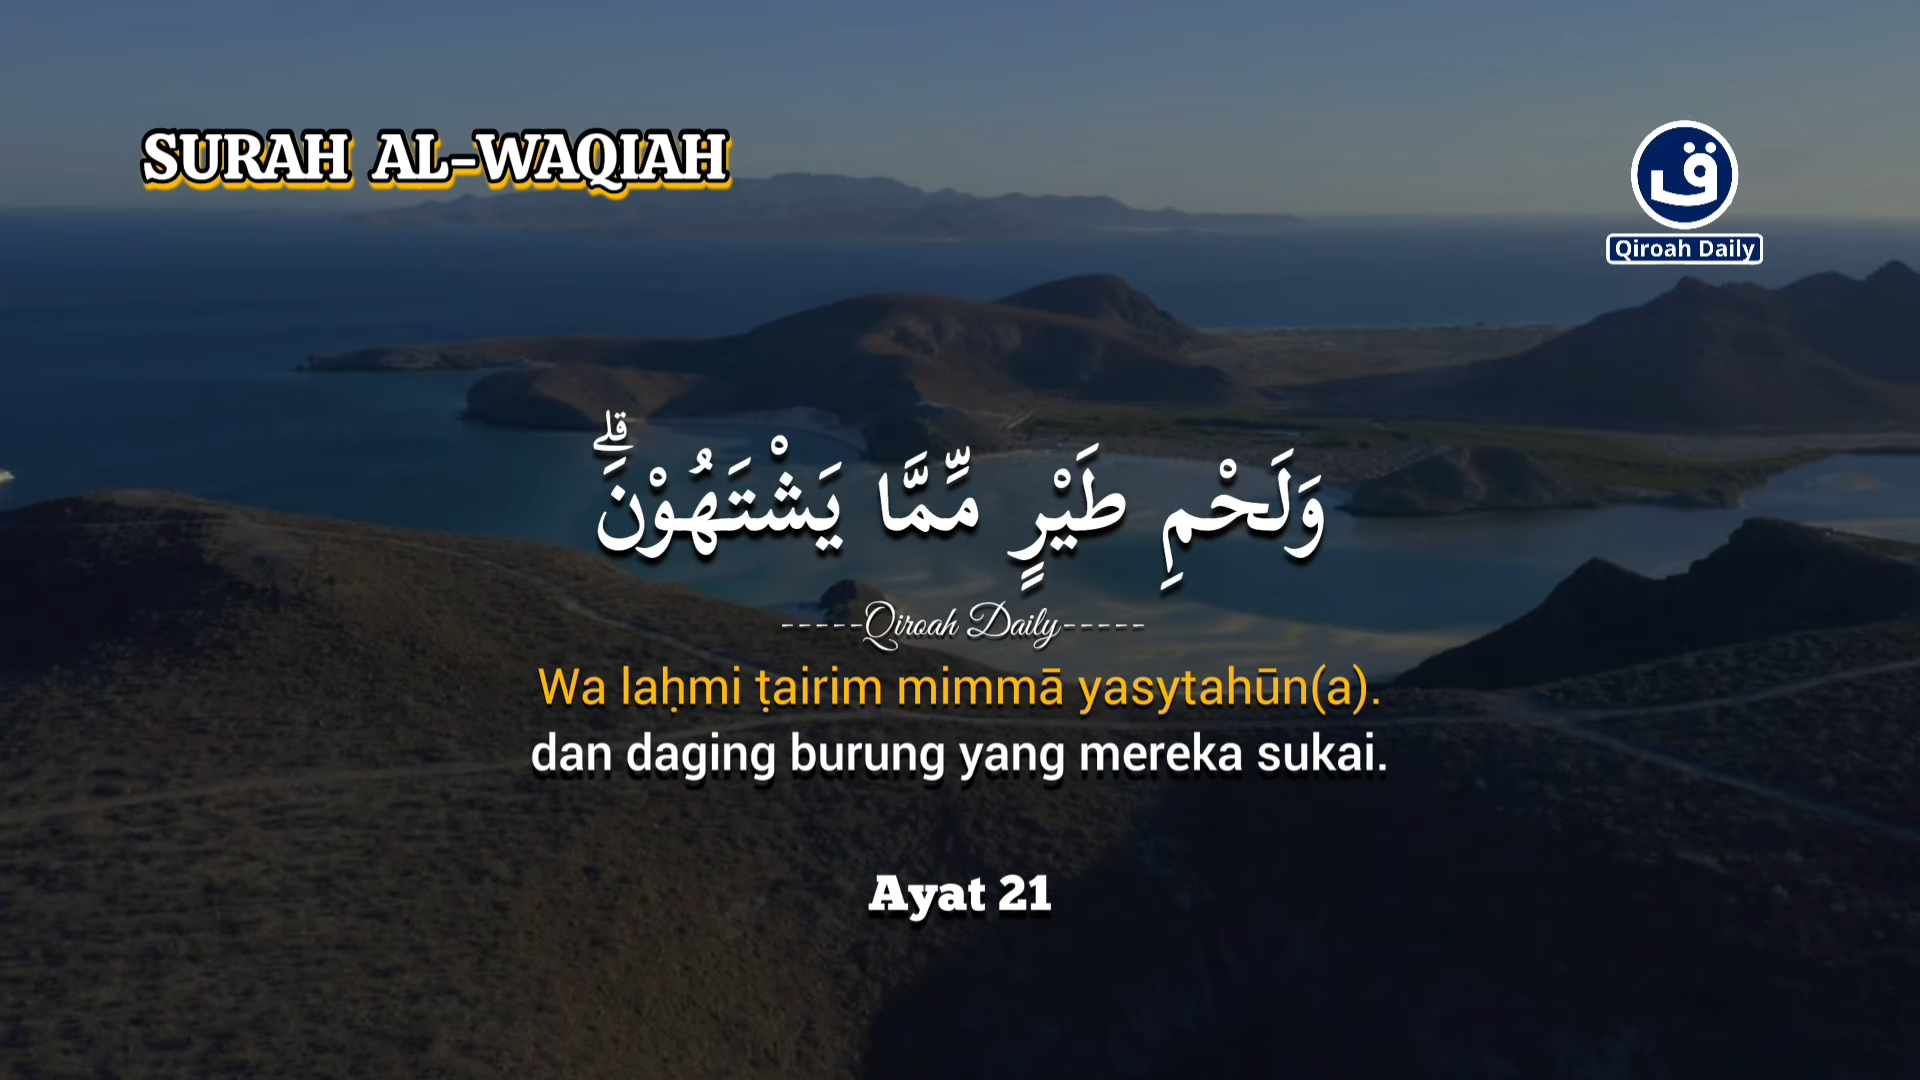 SURAH AL-WAQIAH
ق
Qiroah Daily
وَلَحْمِ طَيْرٍ مِّمَّا يَشْتَهُوْنَۗ
-----Qiroah Daily-----
Wa laḥmi ṭairim mimmā yasytahūn(a).
dan daging burung yang mereka sukai.
Ayat 21